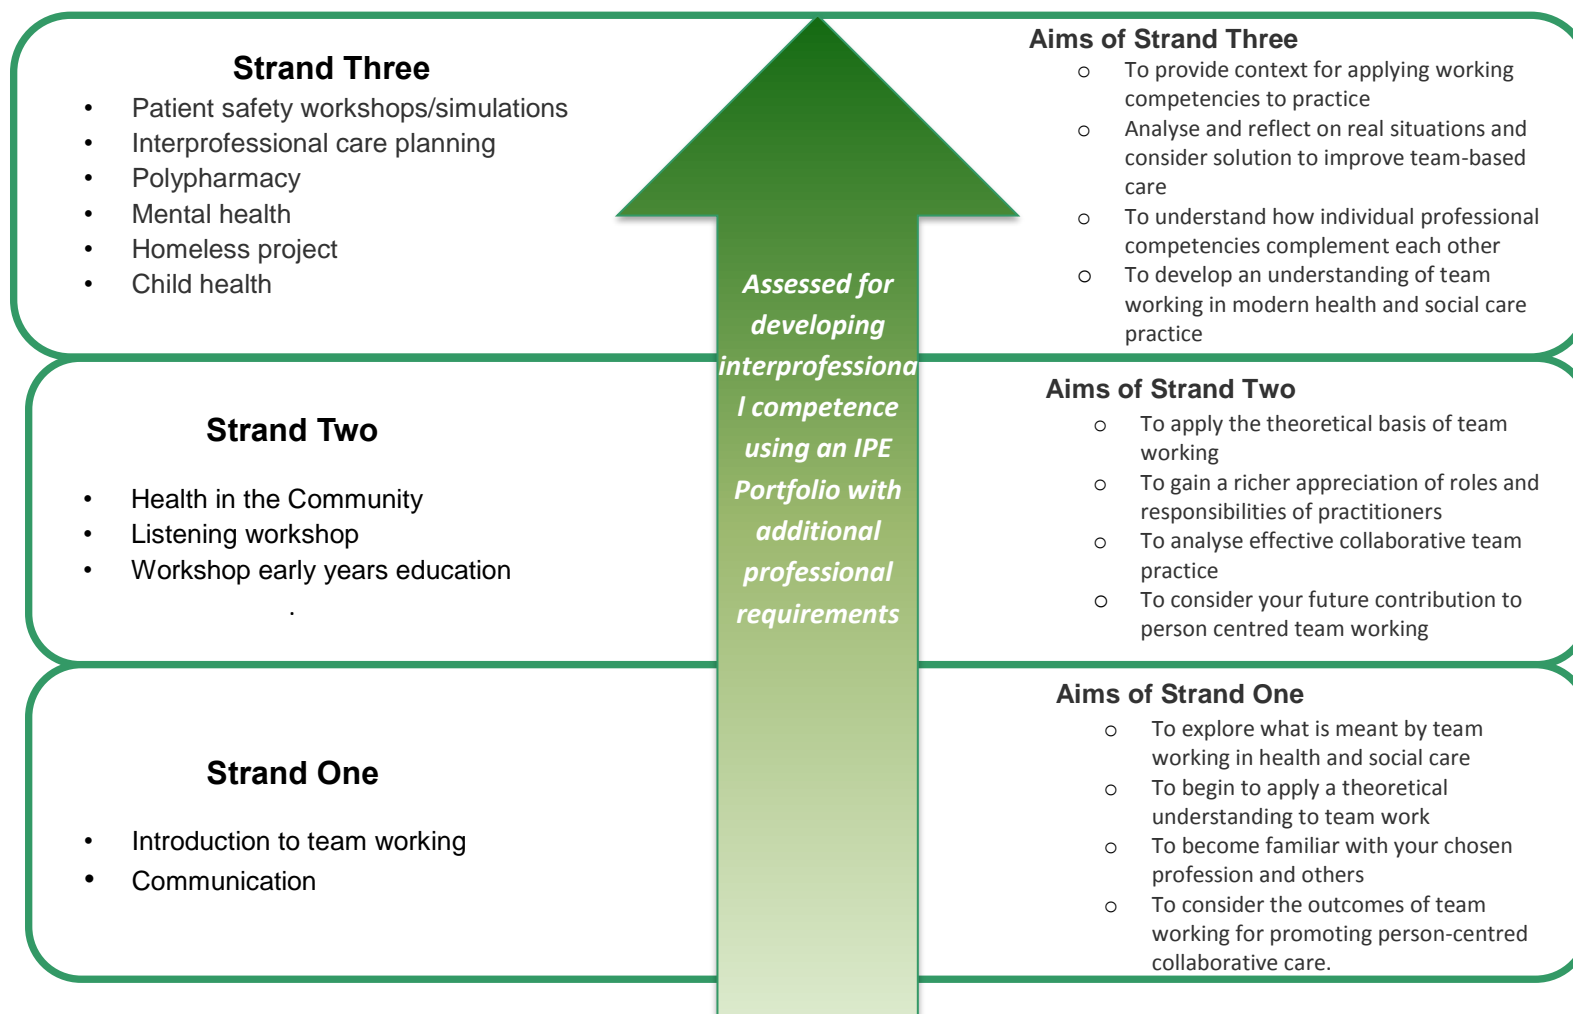 Strand Three
• Patient safety workshops/simulations
• Interprofessional care planning
• Polypharmacy
• Mental health
• Homeless project
• Child health
Aims of Strand Three
o To provide context for applying working
competencies to practice
o Analyse and reflect on real situations and
consider solution to improve team-based
care
o To understand how individual professional
competencies complement each other
o To develop an understanding of team
working in modern health and social care
practice
Assessed for
developing
interprofessiona
l competence
using an IPE
Portfolio with
additional
professional
requirements
Strand Two
• Health in the Community
• Listening workshop
• Workshop early years education
.
Aims of Strand Two
o To apply the theoretical basis of team
working
o To gain a richer appreciation of roles and
responsibilities of practitioners
o To analyse effective collaborative team
practice
o To consider your future contribution to
person centred team working
Strand One
• Introduction to team working
• Communication
Aims of Strand One
o To explore what is meant by team
working in health and social care
o To begin to apply a theoretical
understanding to team work
o To become familiar with your chosen
profession and others
o To consider the outcomes of team
working for promoting person-centred
collaborative care.